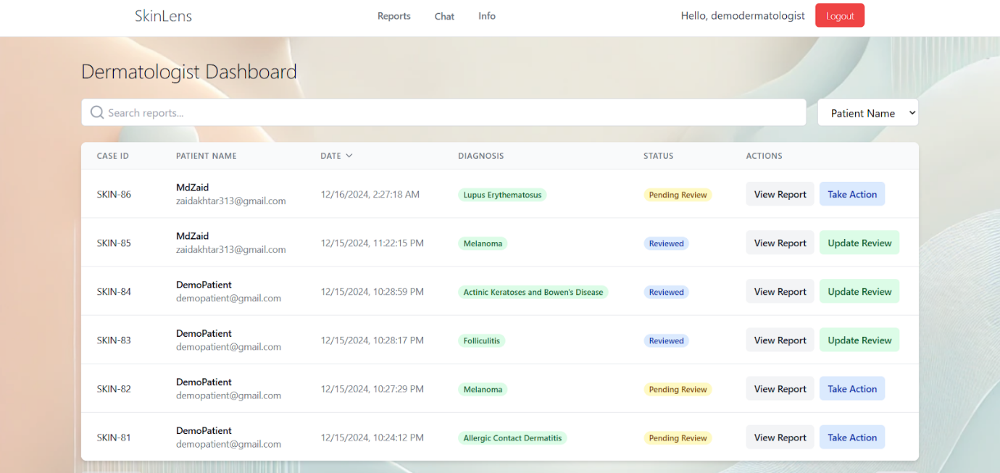 SkinLens Reports Chat Info Hello, demodermatologist Logout
Dermatologist Dashboard
Search reports... Patient Name
CASE ID PATIENT NAME DATE DIAGNOSIS STATUS ACTIONS
SKIN-86 MdZaid 12/16/2024, 2:27:18 AM Lupus Erythematosus Pending Review View Report Take Action
zaidakhtar313@gmail.com
SKIN-85 MdZaid 12/15/2024, 11:22:15 PM Melanoma Reviewed View Report Update Review
zaidakhtar313@gmail.com
SKIN-84 DemoPatient 12/15/2024, 10:28:59 PM Actinic Keratoses and Bowen's Disease Reviewed View Report Update Review
demopatient@gmail.com
SKIN-83 DemoPatient 12/15/2024, 10:28:17 PM Folliculitis Reviewed View Report Update Review
demopatient@gmail.com
SKIN-82 DemoPatient 12/15/2024, 10:27:29 PM Melanoma Pending Review View Report Take Action
demopatient@gmail.com
SKIN-81 DemoPatient 12/15/2024, 10:24:12 PM Allergic Contact Dermatitis Pending Review View Report Take Action
demopatient@gmail.com